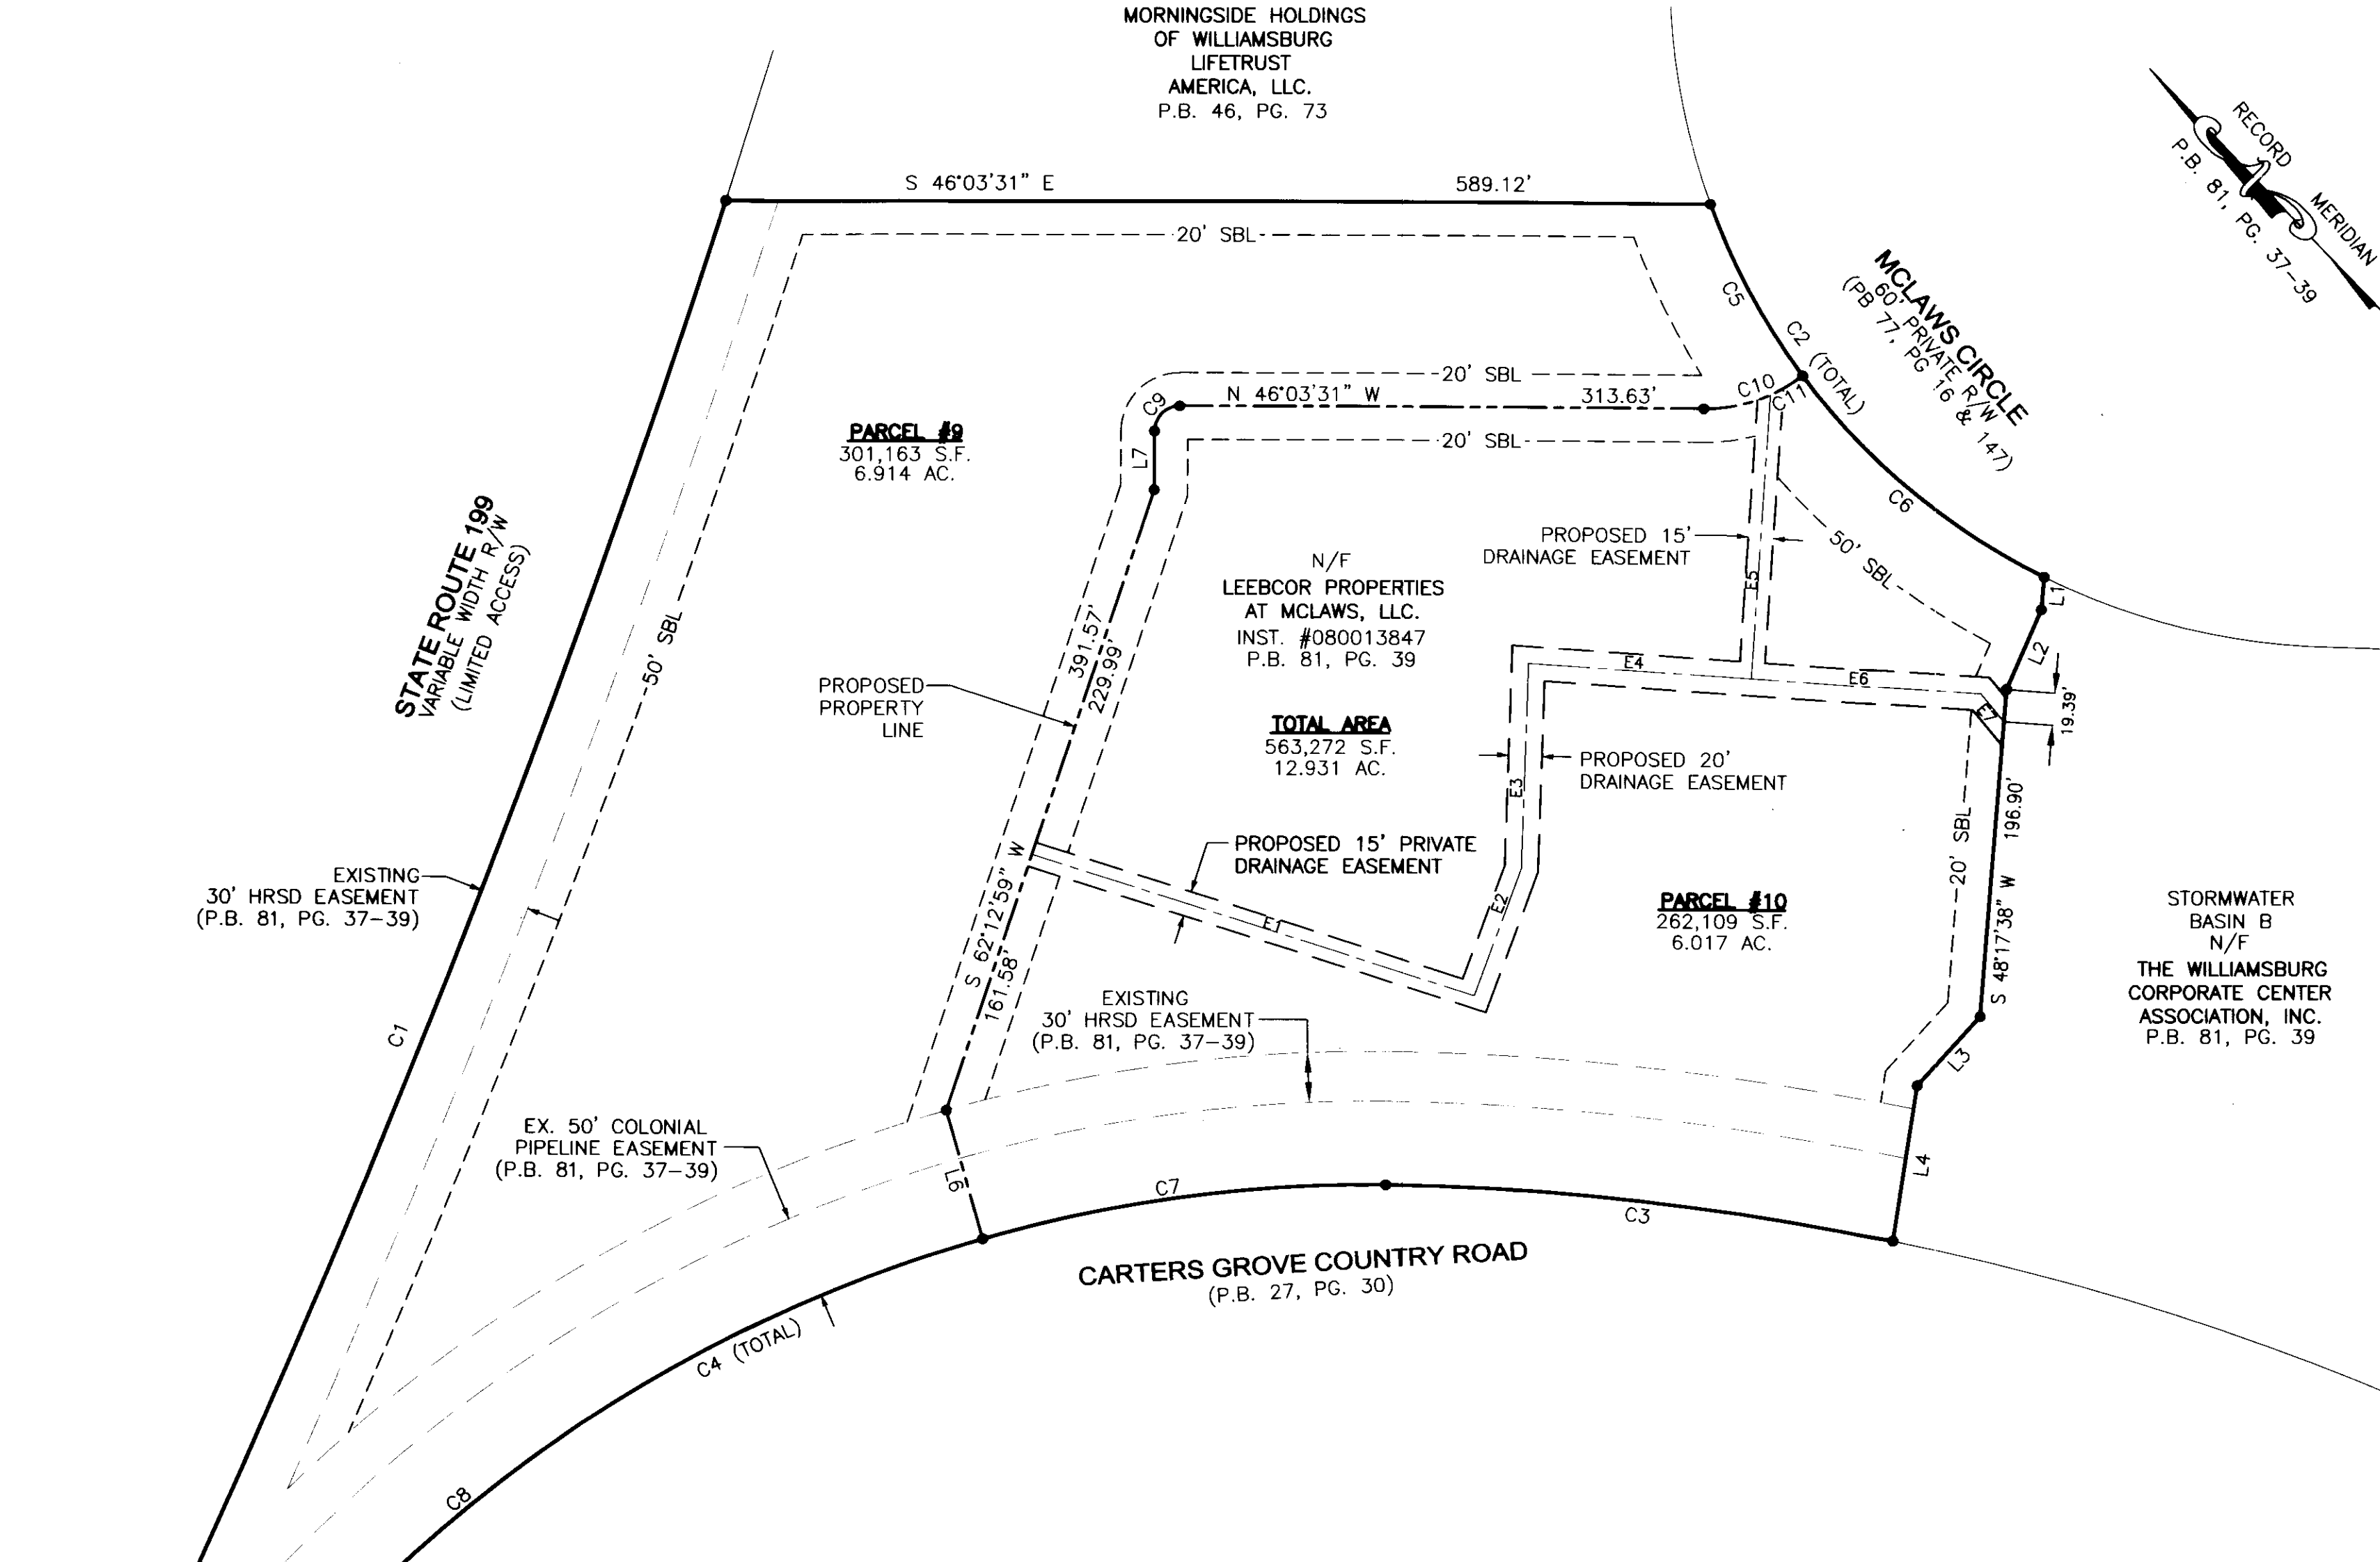 MORNINGSIDE HOLDINGS
OF WILLIAMSBURG
LIFETRUST
AMERICA, LLC.
P.B. 46, PG. 73
RECORD
MERIDIAN
P.B. 81, PG. 37-39
S 46°03'31" E
589.12'
20' SBL
C5
C2 (TOTAL)
MCLAWS CIRCLE
60' PRIVATE R/W
(PB 77, PG 16 & 147)
20' SBL
N 46°03'31" W
313.63'
C9
C10
C11
20' SBL
L7
PARCEL #9
301,163 S.F.
6.914 AC.
STATE ROUTE 199
VARIABLE WIDTH R/W
(LIMITED ACCESS)
50' SBL
C6
PROPOSED 15'
DRAINAGE EASEMENT
50' SBL
E5
L1
L2
N/F
LEEBCOR PROPERTIES
AT MCLAWS, LLC.
INST. #080013847
P.B. 81, PG. 39
391.57'
229.99'
E4
E6
E7
19.39'
PROPOSED
PROPERTY
LINE
TOTAL AREA
563,272 S.F.
12.931 AC.
PROPOSED 20'
DRAINAGE EASEMENT
E3
PROPOSED 15' PRIVATE
DRAINAGE EASEMENT
E1
E2
20' SBL
S 48°17'38" W 196.90'
EXISTING
30' HRSD EASEMENT
(P.B. 81, PG. 37-39)
S 62°12'59" W
161.58'
PARCEL #10
262,109 S.F.
6.017 AC.
STORMWATER
BASIN B
N/F
THE WILLIAMSBURG
CORPORATE CENTER
ASSOCIATION, INC.
P.B. 81, PG. 39
C1
EXISTING
30' HRSD EASEMENT
(P.B. 81, PG. 37-39)
L3
EX. 50' COLONIAL
PIPELINE EASEMENT
(P.B. 81, PG. 37-39)
L6
L4
C7
C3
CARTERS GROVE COUNTRY ROAD
(P.B. 27, PG. 30)
C4 (TOTAL)
C8